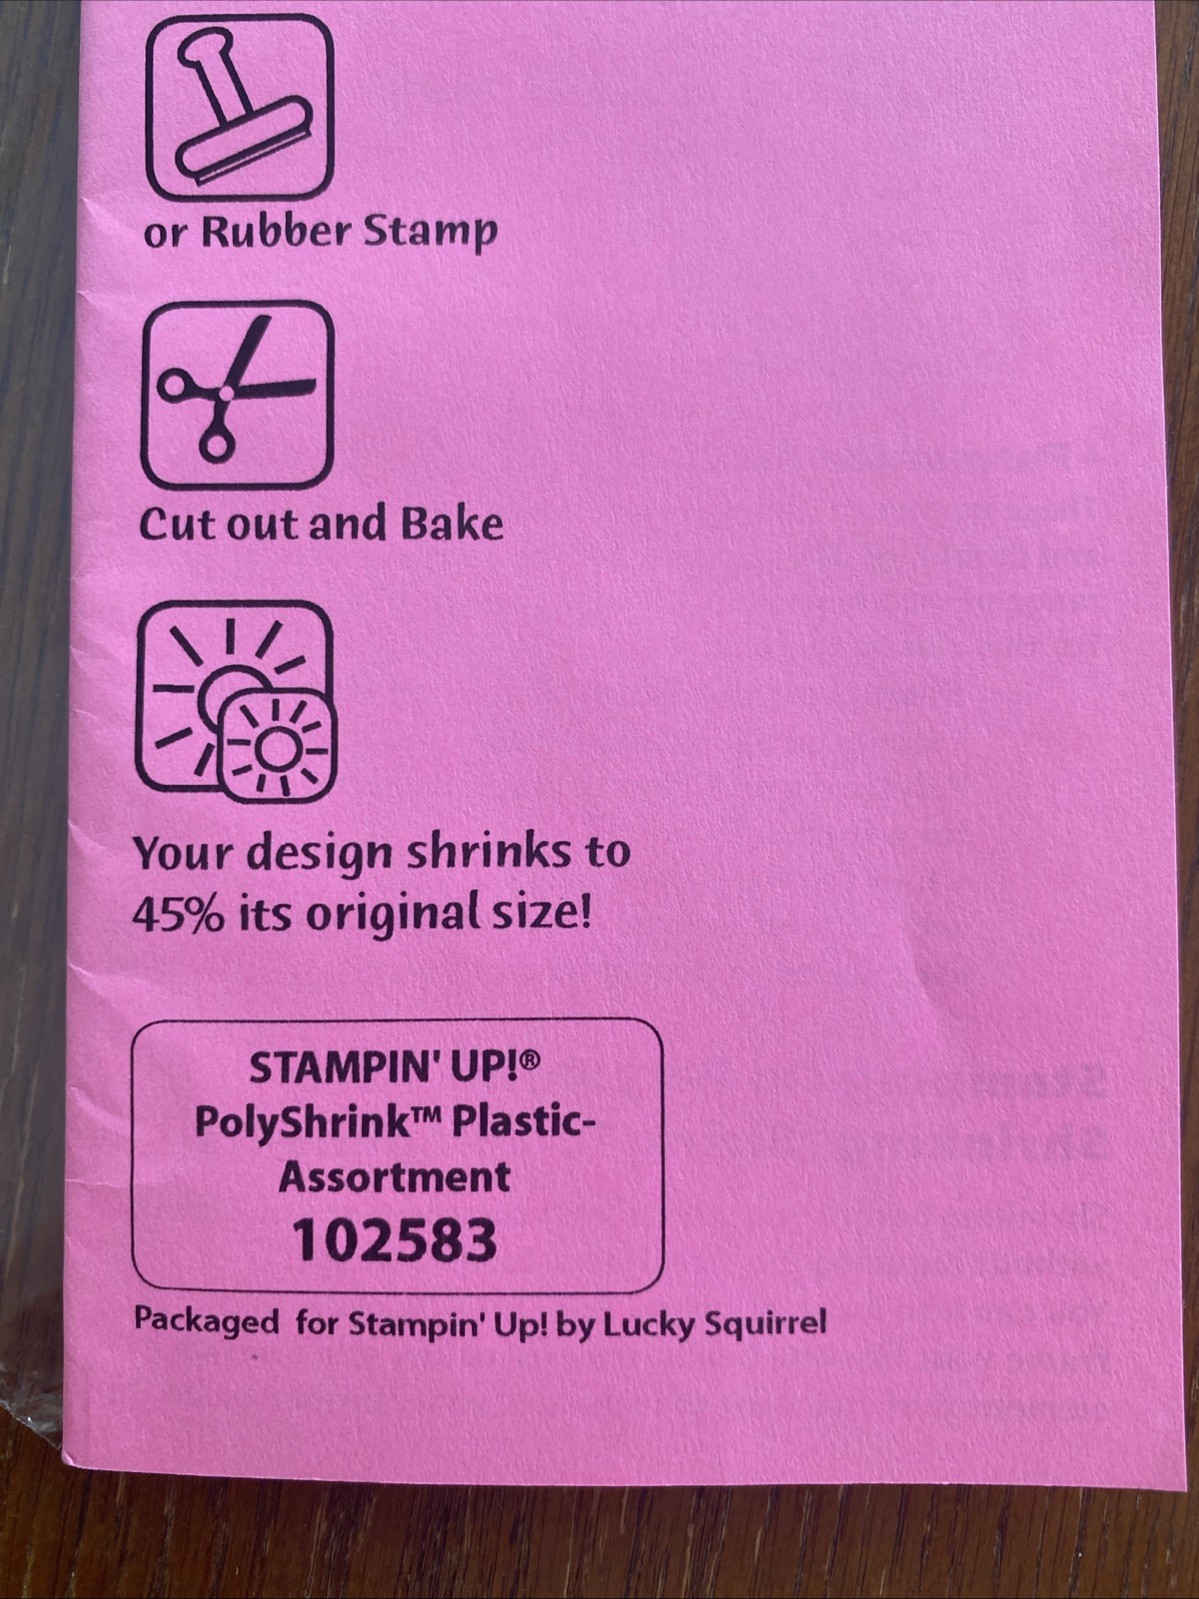 or Rubber Stamp
Cut out and Bake
Your design shrinks to
45% its original size!
STAMPIN' UP!®
PolyShrink™ Plastic-
Assortment
102583
Packaged for Stampin' Up! by Lucky Squirrel